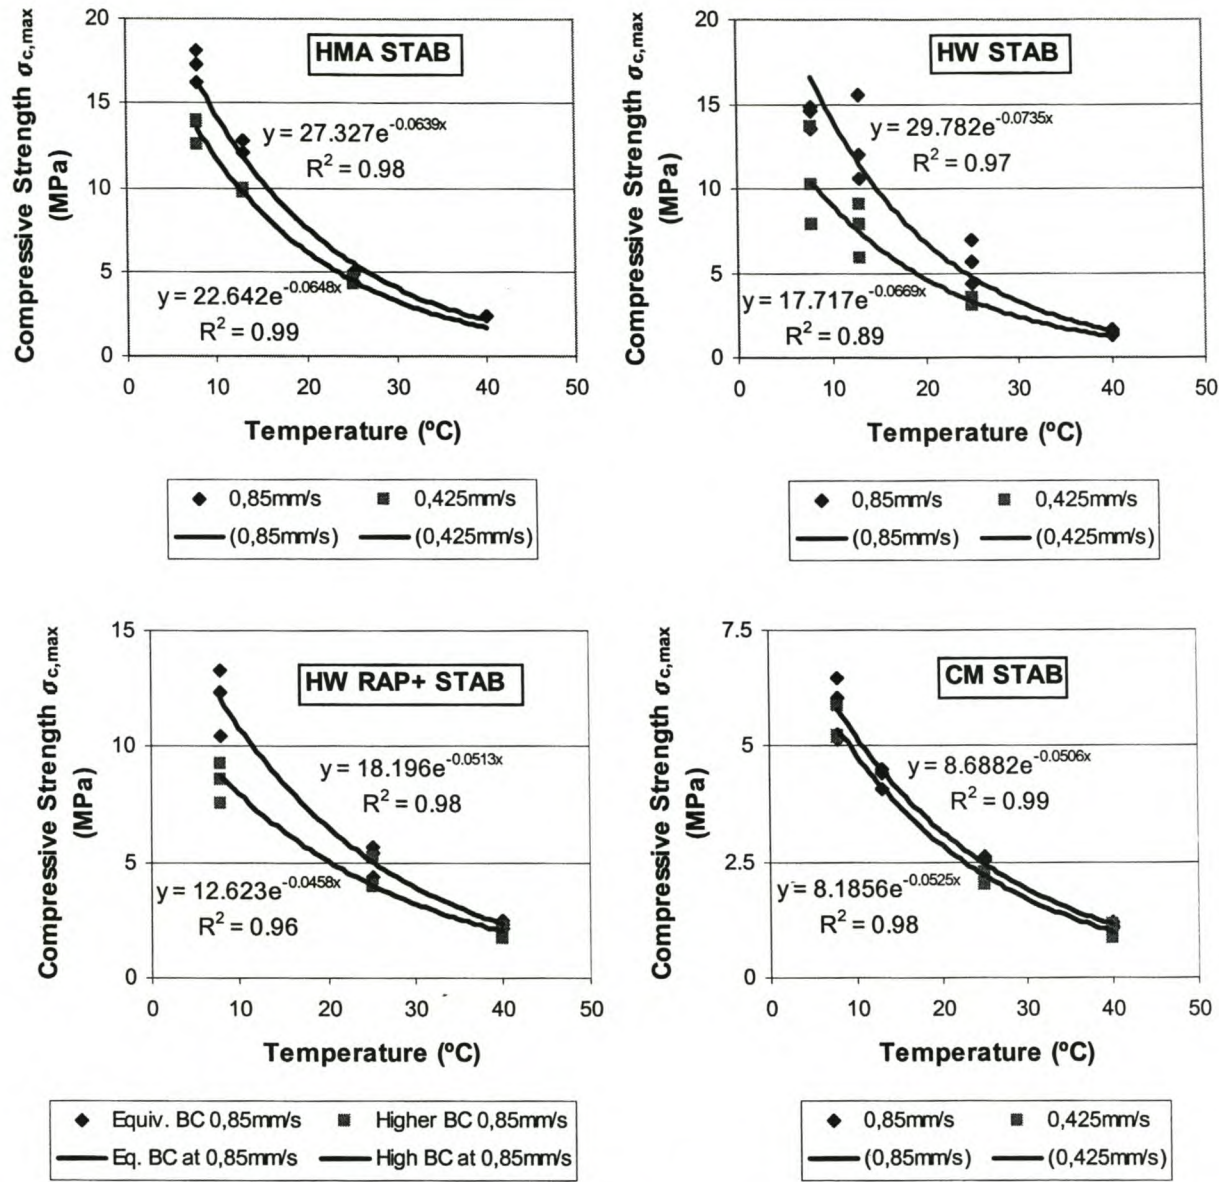 HMA STAB
Compressive Strength σc,max
(MPa)
20
15
10
5
0
y = 27.327e^-0.0639x
R² = 0.98
y = 22.642e^-0.0648x
R² = 0.99
0 10 20 30 40 50
Temperature (ºC)
0,85mm/s 0,425mm/s
(0,85mm/s) (0,425mm/s)
HW STAB
Compressive Strength σc,max
(MPa)
20
15
10
5
0
y = 29.782e^-0.0735x
R² = 0.97
y = 17.717e^-0.0669x
R² = 0.89
0 10 20 30 40 50
Temperature (ºC)
0,85mm/s 0,425mm/s
(0,85mm/s) (0,425mm/s)
HW RAP+ STAB
Compressive Strength σc,max
(MPa)
15
10
5
0
y = 18.196e^-0.0513x
R² = 0.98
y = 12.623e^-0.0458x
R² = 0.96
0 10 20 30 40 50
Temperature (ºC)
Equiv. BC 0,85mm/s Higher BC 0,85mm/s
Eq. BC at 0,85mm/s High BC at 0,85mm/s
CM STAB
Compressive Strength σc,max
(MPa)
7.5
5
2.5
0
y = 8.6882e^-0.0506x
R² = 0.99
y = 8.1856e^-0.0525x
R² = 0.98
0 10 20 30 40 50
Temperature (ºC)
0,85mm/s 0,425mm/s
(0,85mm/s) (0,425mm/s)